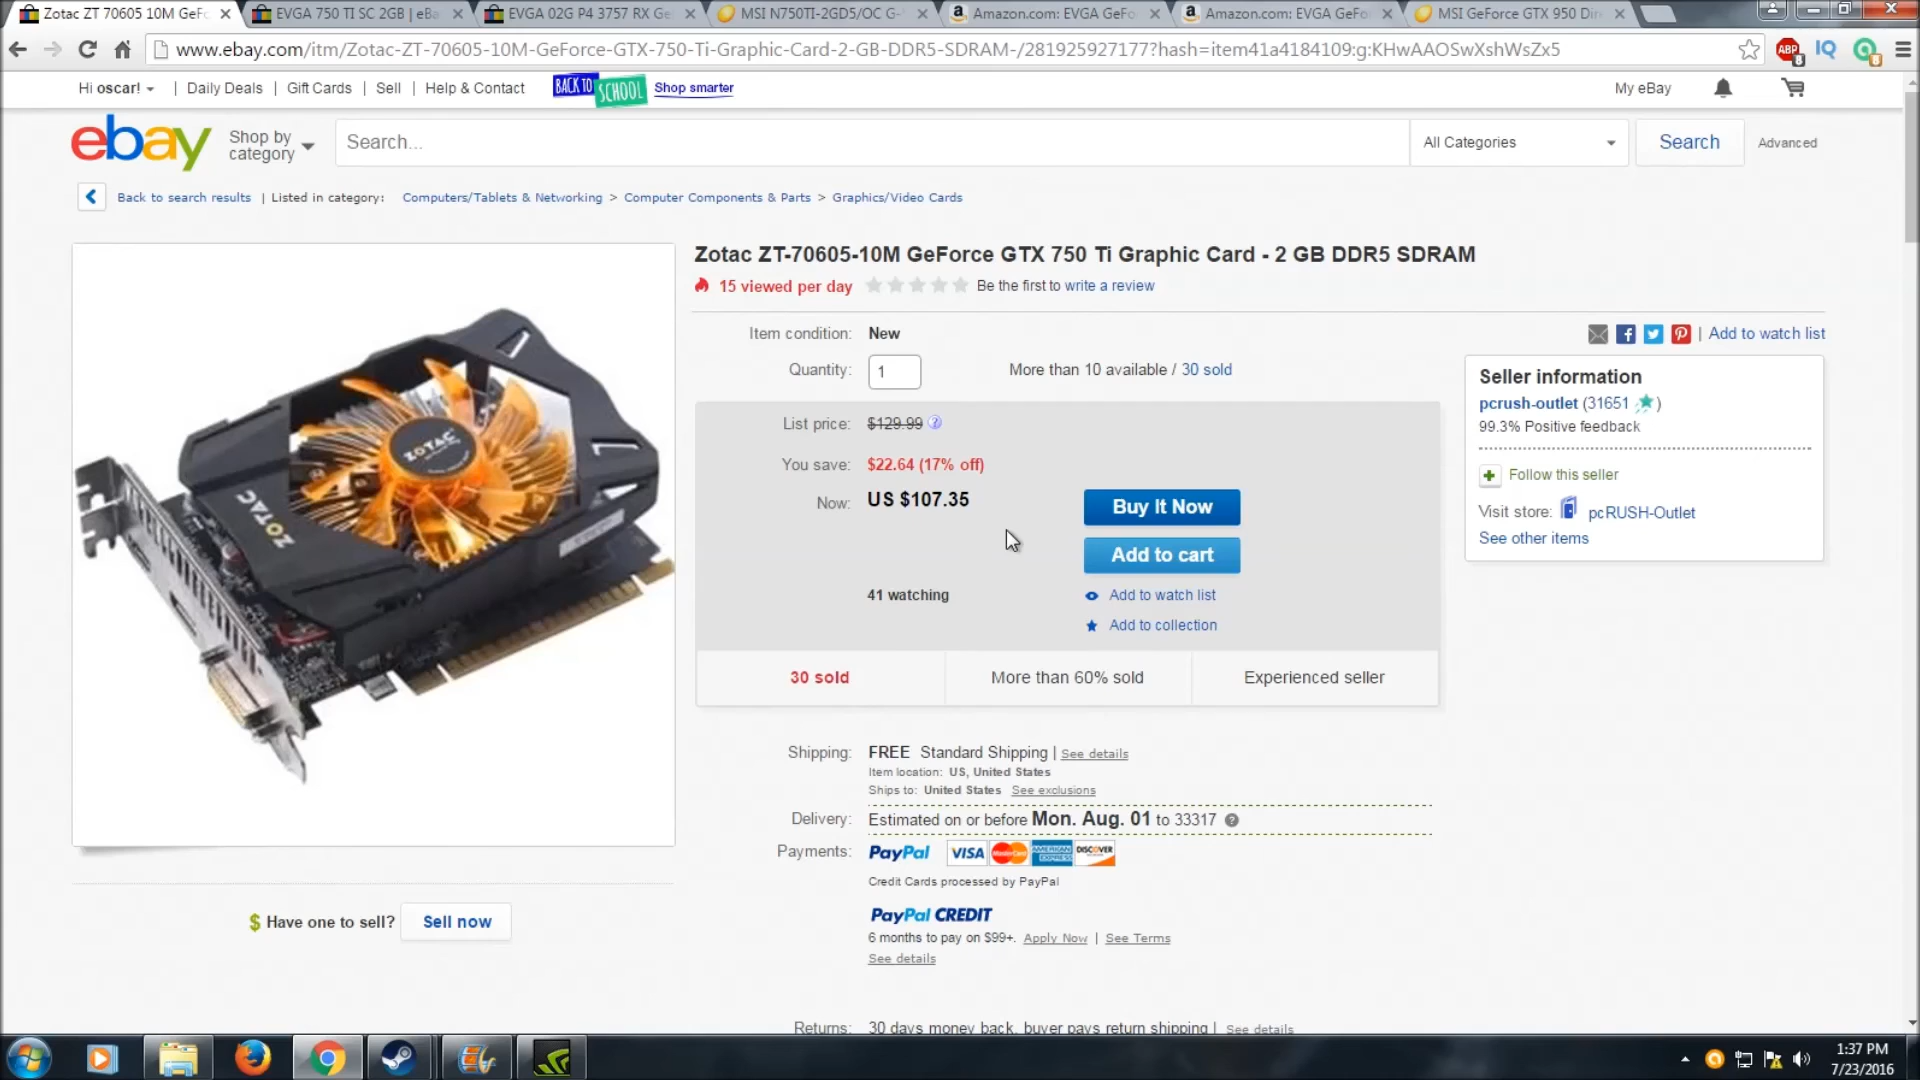 Zotac ZT 70605 10M GeFo
EVGA 750 TI SC 2GB | eBa
EVGA 02G P4 3757 RX Ge
MSI N750TI-2GD5/OC G-
Amazon.com: EVGA GeFo
Amazon.com: EVGA GeFo
MSI GeForce GTX 950 Dir
www.ebay.com/itm/Zotac-ZT-70605-10M-GeForce-GTX-750-Ti-Graphic-Card-2-GB-DDR5-SDRAM-/281925927177?hash=item41a4184109:g:KHwAAOSwXshWsZx5
ABP
8
IQ
8
Hi oscar! | Daily Deals | Gift Cards | Sell | Help & Contact
BACK TO SCHOOL
Shop smarter
My eBay
ebay
Shop by category
Search...
All Categories
Search
Advanced
Back to search results | Listed in category: Computers/Tablets & Networking > Computer Components & Parts > Graphics/Video Cards
Zotac ZT-70605-10M GeForce GTX 750 Ti Graphic Card - 2 GB DDR5 SDRAM
15 viewed per day
Be the first to write a review
Item condition: New
| Add to watch list
Quantity: 1
More than 10 available / 30 sold
Seller information
pcrush-outlet (31651)
99.3% Positive feedback
Follow this seller
Visit store: pcRUSH-Outlet
See other items
List price: $129.99
You save: $22.64 (17% off)
Now: US $107.35
Buy It Now
Add to cart
41 watching
Add to watch list
Add to collection
30 sold
More than 60% sold
Experienced seller
ZOTAC
ZOTAC
Shipping: FREE Standard Shipping | See details
Item location: US, United States
Ships to: United States See exclusions
Delivery: Estimated on or before Mon. Aug. 01 to 33317
Payments: PayPal VISA MasterCard AMERICAN EXPRESS DISCOVER
Credit Cards processed by PayPal
PayPal CREDIT
6 months to pay on $99+. Apply Now | See Terms
See details
$ Have one to sell? Sell now
Returns: 30 days money back, buyer pays return shipping | See details
1:37 PM
7/23/2016